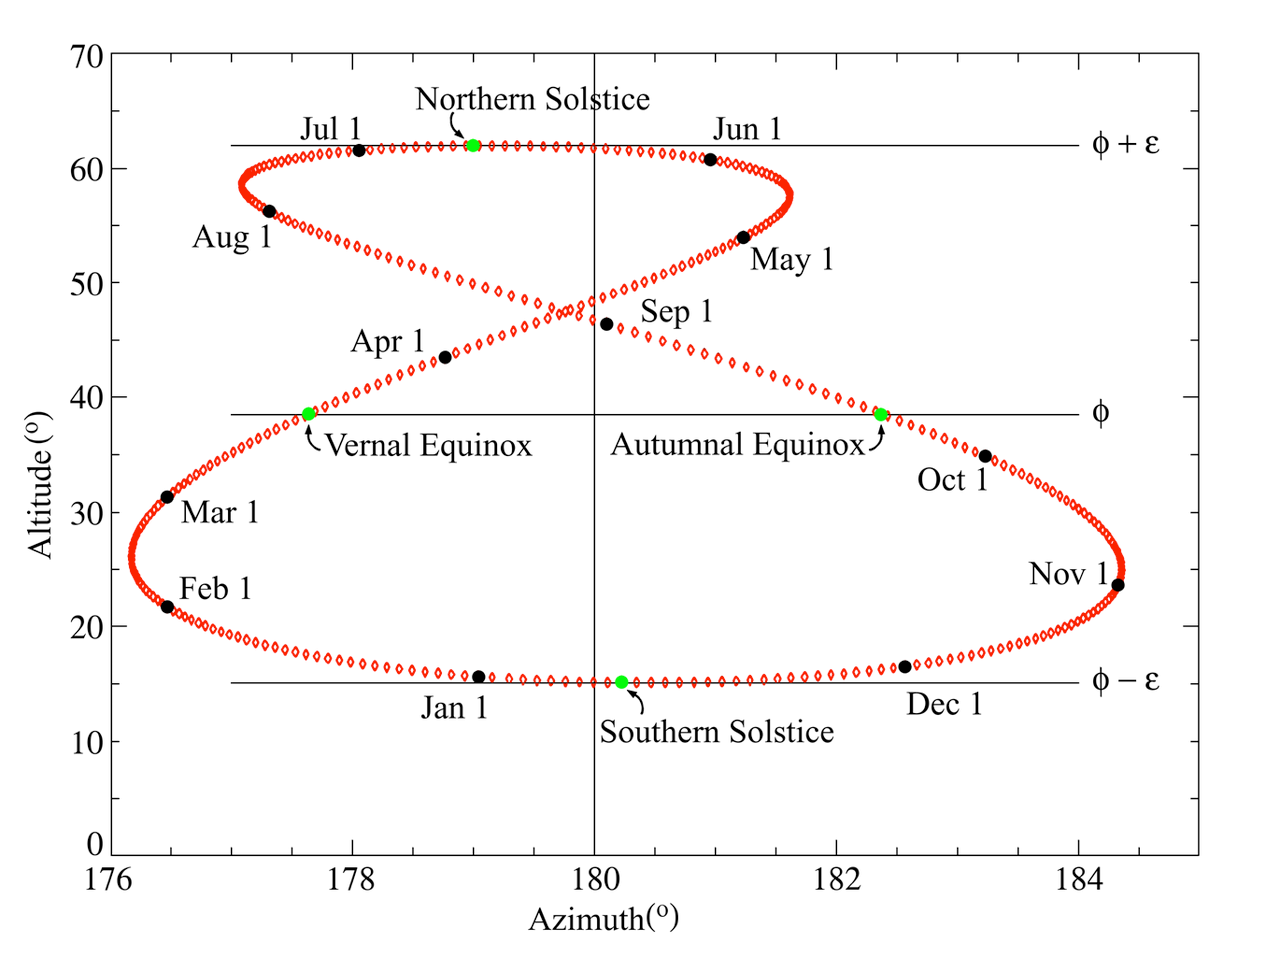 70
Northern Solstice
Jul 1
Jun 1
ϕ + ε
60
Aug 1
May 1
50
Sep 1
Apr 1
40
ϕ
Vernal Equinox
Autumnal Equinox
Oct 1
Altitude(º)
30
Mar 1
Nov 1
Feb 1
20
ϕ − ε
Jan 1
Dec 1
Southern Solstice
10
0
176
178
180
182
184
Azimuth(º)